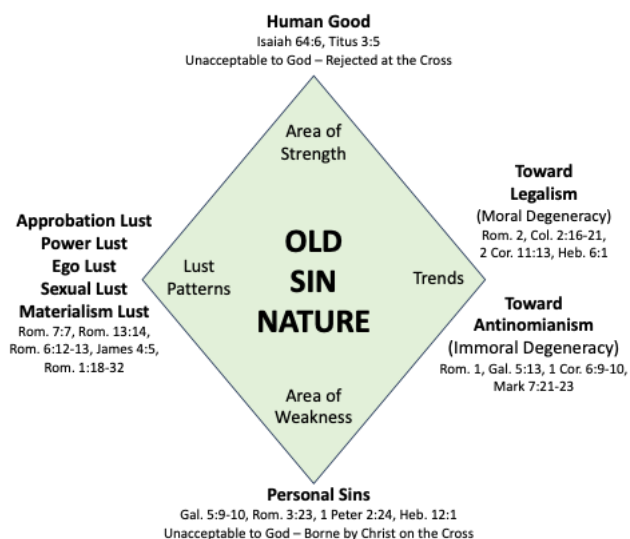 Human Good
Isaiah 64:6, Titus 3:5
Unacceptable to God – Rejected at the Cross
Area of
Strength
Approbation Lust
Power Lust
Ego Lust
Sexual Lust
Materialism Lust
Rom. 7:7, Rom. 13:14,
Rom. 6:12-13, James 4:5,
Rom. 1:18-32
Lust
Patterns
OLD
SIN
NATURE
Trends
Toward
Legalism
(Moral Degeneracy)
Rom. 2, Col. 2:16-21,
2 Cor. 11:13, Heb. 6:1
Toward
Antinomianism
(Immoral Degeneracy)
Rom. 1, Gal. 5:13, 1 Cor. 6:9-10,
Mark 7:21-23
Area of
Weakness
Personal Sins
Gal. 5:9-10, Rom. 3:23, 1 Peter 2:24, Heb. 12:1
Unacceptable to God – Borne by Christ on the Cross